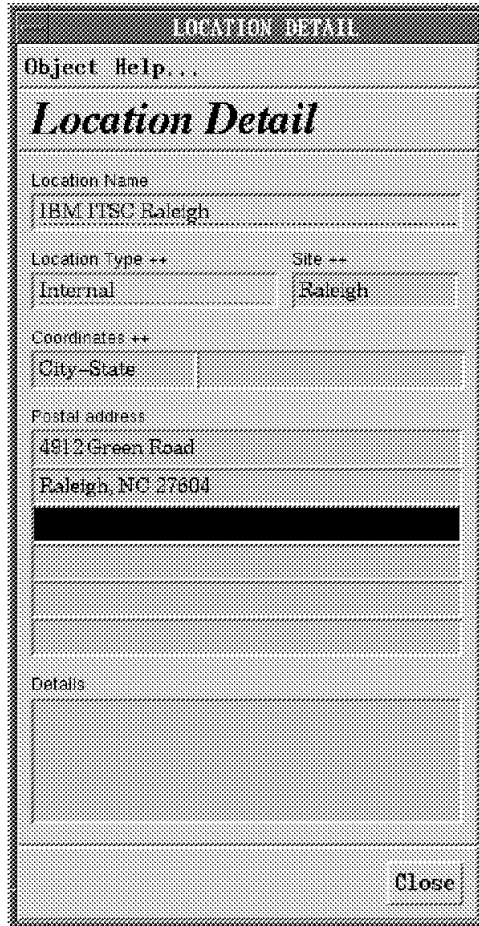 LOCATION DETAIL
Object Help...
Location Detail
Location Name
IBM ITSC Raleigh
Location Type ++ Site ++
Internal Raleigh
Coordinates ++
City-State
Postal address
4912 Green Road
Raleigh, NC 27604
Details
Close